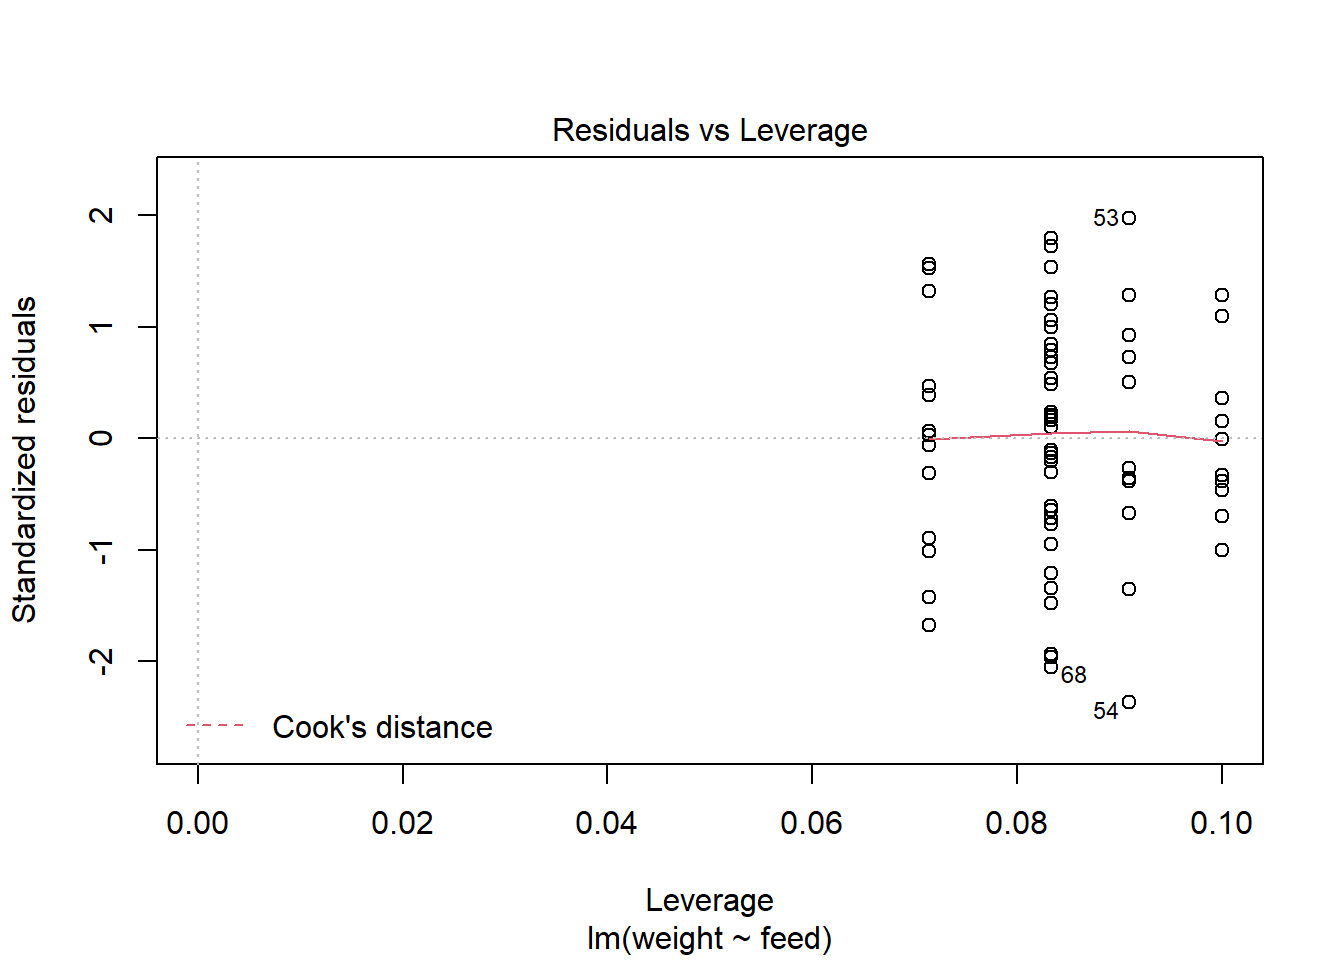 Residuals vs Leverage
Standardized residuals
2
1
0
-1
-2
53
68
54
Cook's distance
0.00 0.02 0.04 0.06 0.08 0.10
Leverage
lm(weight ~ feed)